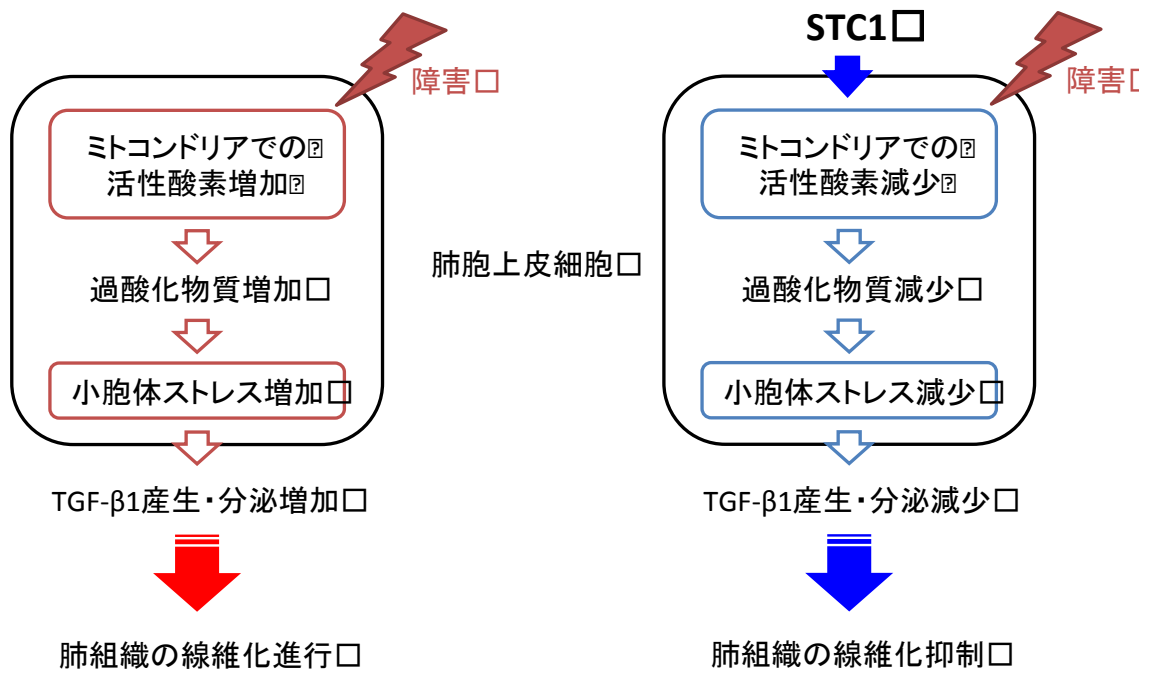 障害□
ミトコンドリアでの⍰
活性酸素増加⍰
過酸化物質増加□
小胞体ストレス増加□
TGF-β1産生・分泌増加□
肺組織の線維化進行□
肺胞上皮細胞□
STC1□
障害□
ミトコンドリアでの⍰
活性酸素減少⍰
過酸化物質減少□
小胞体ストレス減少□
TGF-β1産生・分泌減少□
肺組織の線維化抑制□